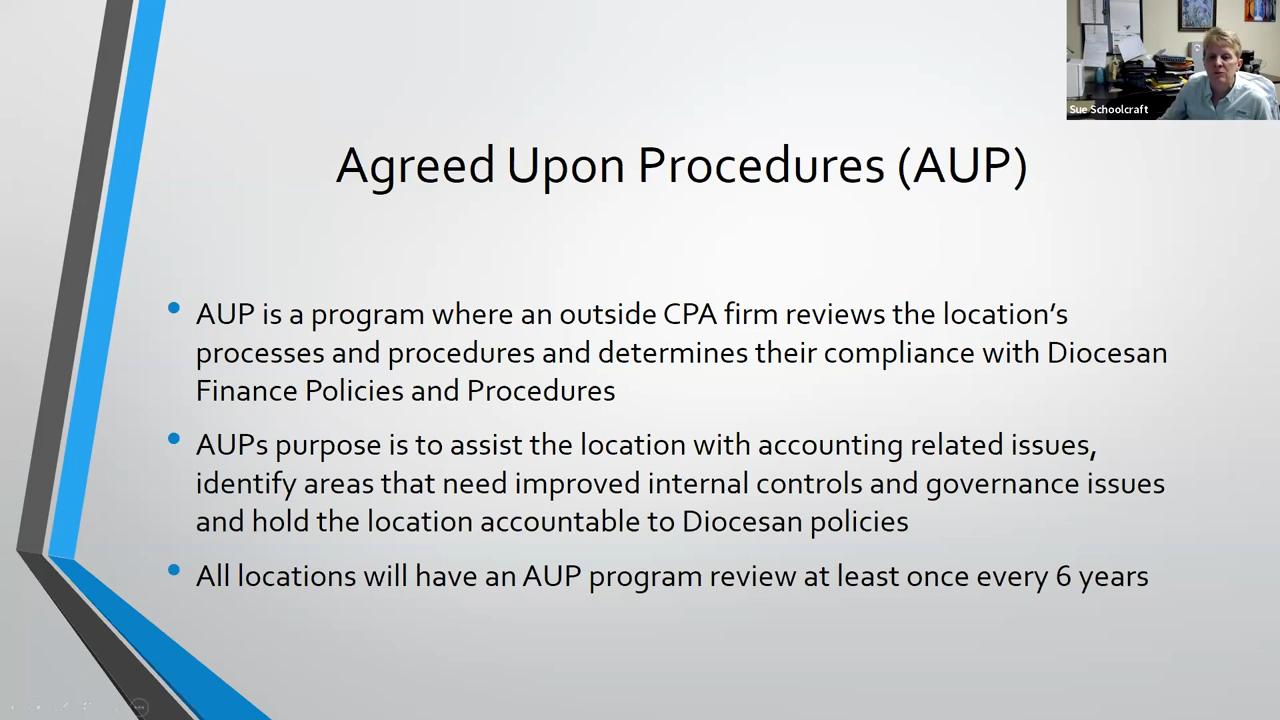 Sue Schoolcraft
Agreed Upon Procedures (AUP)
• AUP is a program where an outside CPA firm reviews the location’s
processes and procedures and determines their compliance with Diocesan
Finance Policies and Procedures
• AUPs purpose is to assist the location with accounting related issues,
identify areas that need improved internal controls and governance issues
and hold the location accountable to Diocesan policies
• All locations will have an AUP program review at least once every 6 years